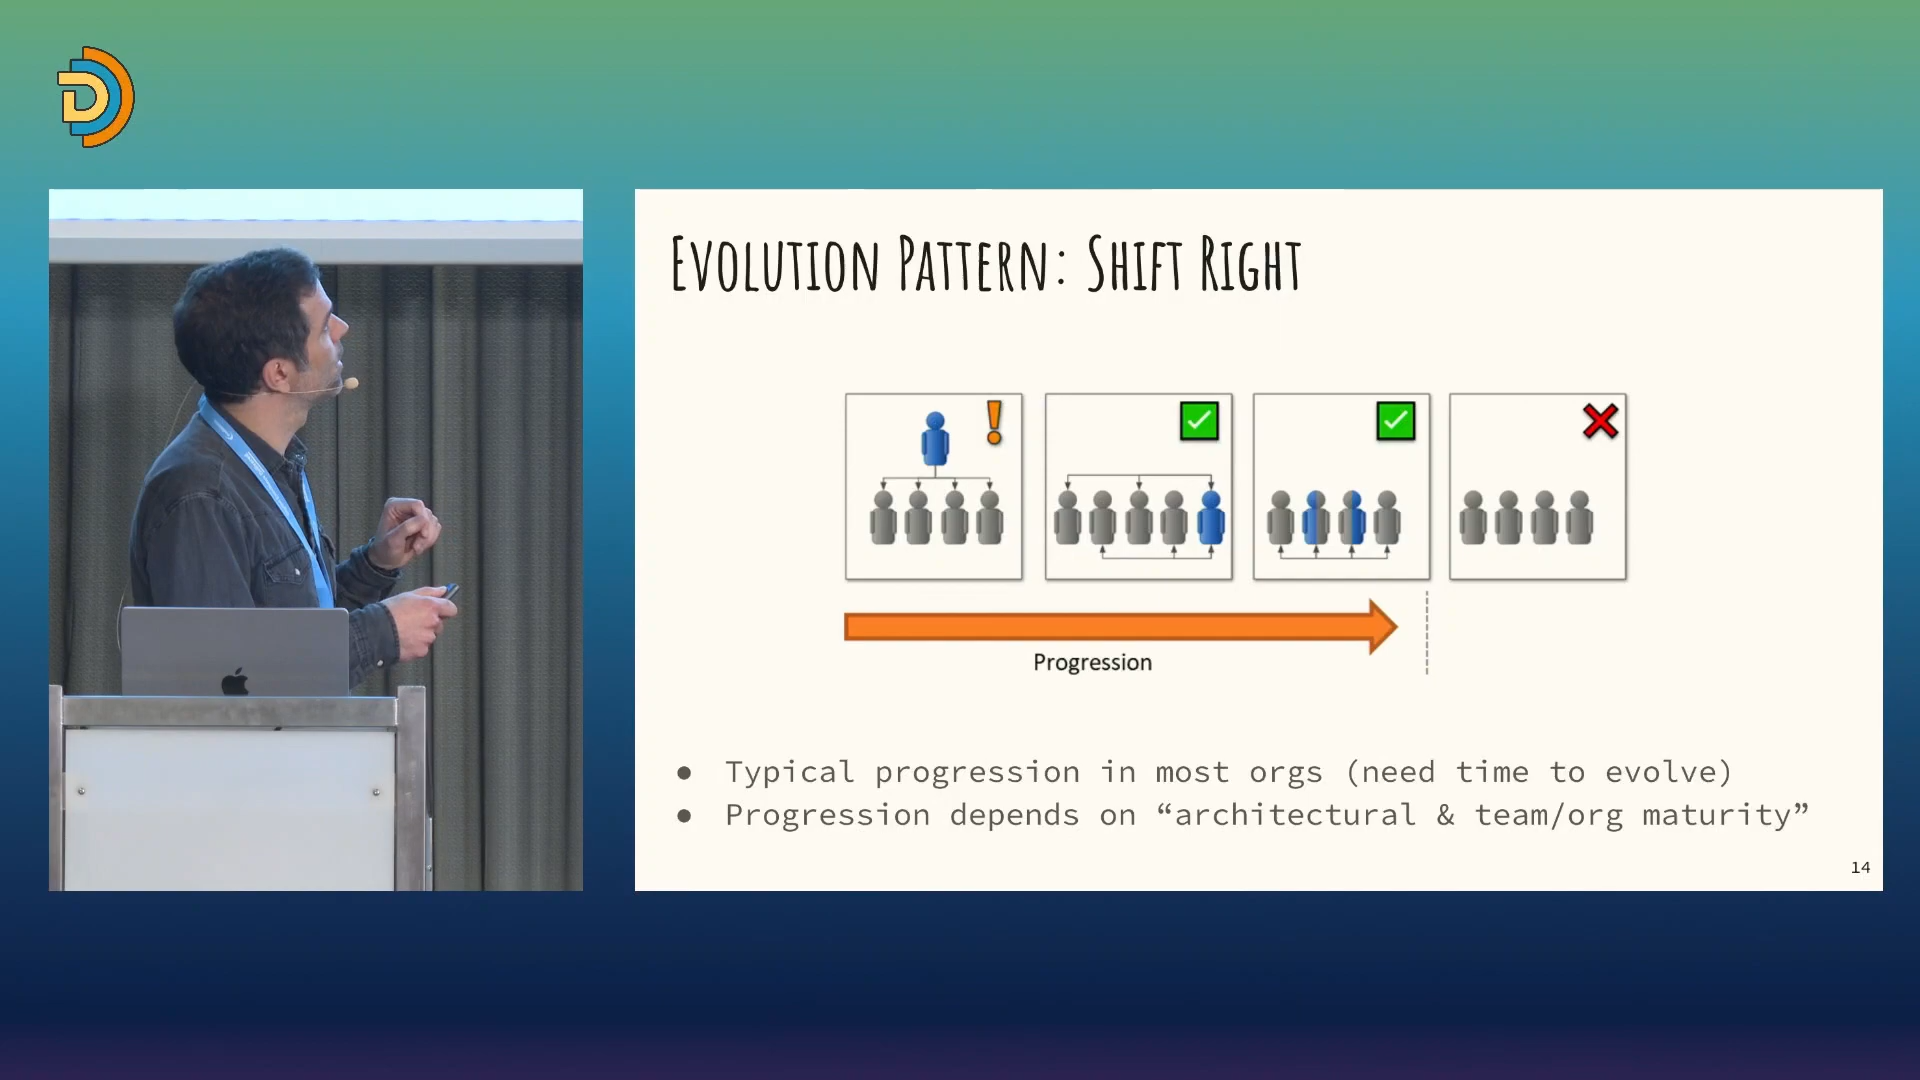 Evolution Pattern: Shift Right
Progression
● Typical progression in most orgs (need time to evolve)
● Progression depends on “architectural & team/org maturity”
14